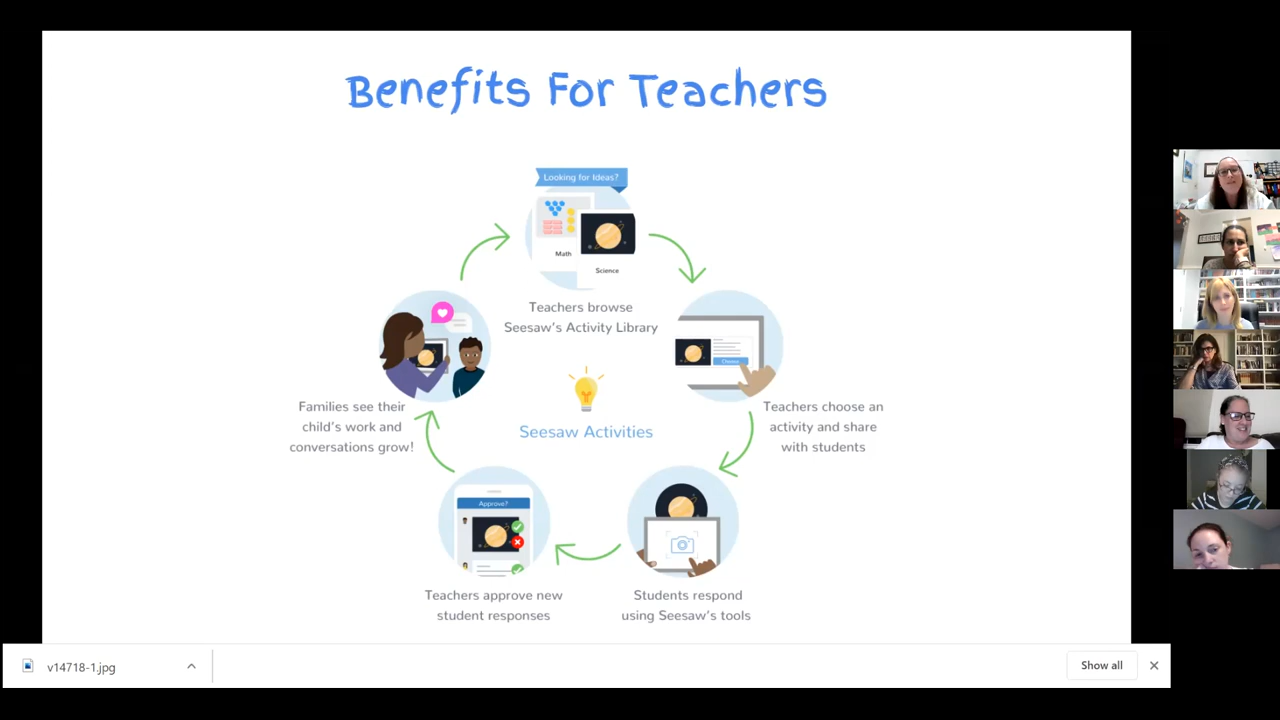 Benefits For Teachers
Looking for Ideas?
Math
Science
Teachers browse
Seesaw's Activity Library
Choose
Teachers choose an
activity and share
with students
Students respond
using Seesaw's tools
Approve?
Teachers approve new
student responses
Families see their
child's work and
conversations grow!
Seesaw Activities
v14718-1.jpg
Show all